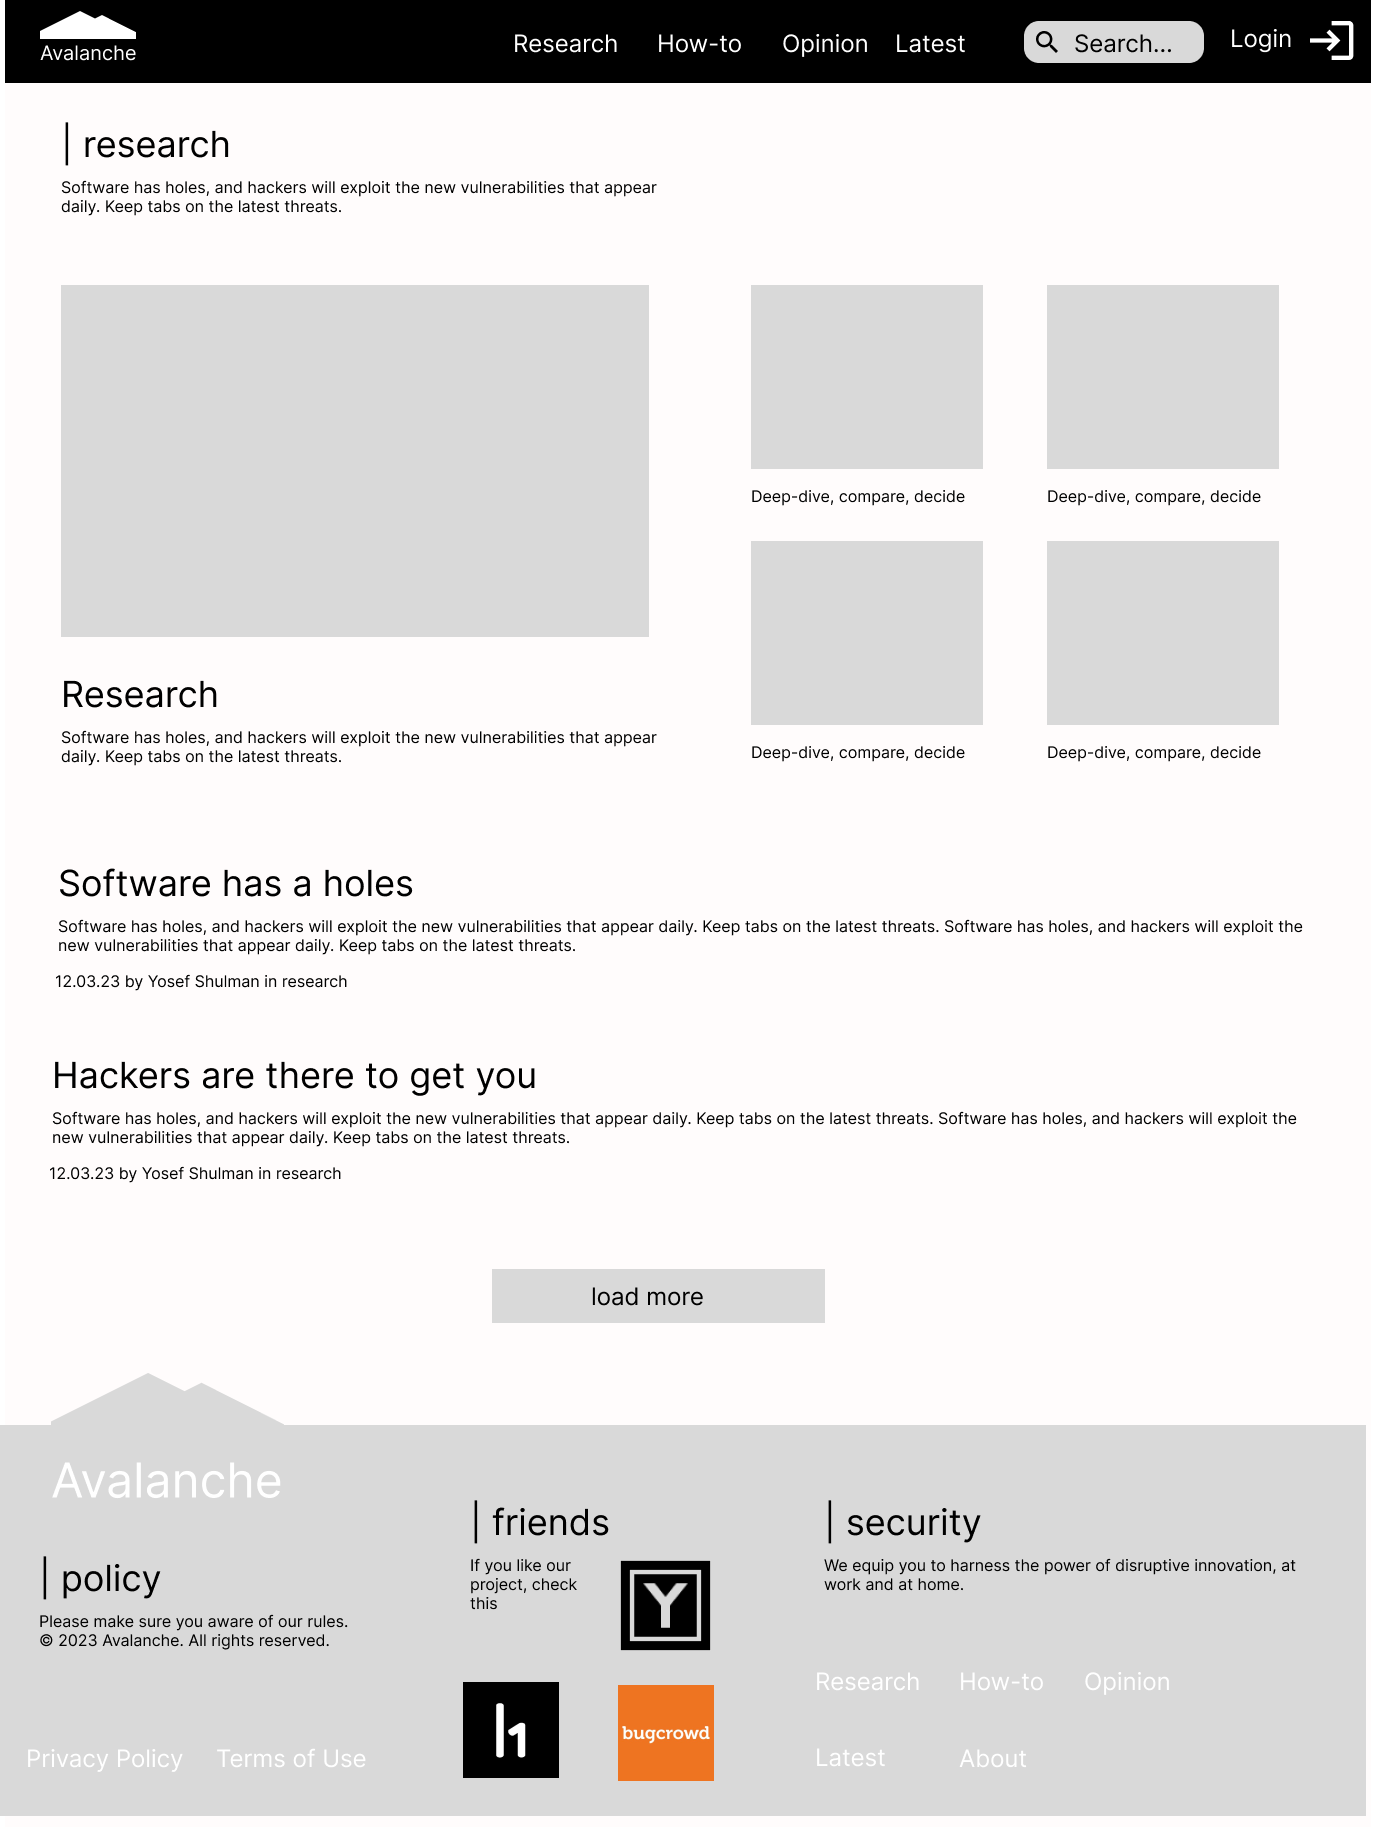 Avalanche
Research How-to Opinion Latest
Search...
Login
| research
Software has holes, and hackers will exploit the new vulnerabilities that appear
daily. Keep tabs on the latest threats.
Deep-dive, compare, decide
Deep-dive, compare, decide
Research
Software has holes, and hackers will exploit the new vulnerabilities that appear
daily. Keep tabs on the latest threats.
Deep-dive, compare, decide
Deep-dive, compare, decide
Software has a holes
Software has holes, and hackers will exploit the new vulnerabilities that appear daily. Keep tabs on the latest threats. Software has holes, and hackers will exploit the
new vulnerabilities that appear daily. Keep tabs on the latest threats.
12.03.23 by Yosef Shulman in research
Hackers are there to get you
Software has holes, and hackers will exploit the new vulnerabilities that appear daily. Keep tabs on the latest threats. Software has holes, and hackers will exploit the
new vulnerabilities that appear daily. Keep tabs on the latest threats.
12.03.23 by Yosef Shulman in research
load more
Avalanche
| policy
Please make sure you aware of our rules.
© 2023 Avalanche. All rights reserved.
Privacy Policy Terms of Use
| friends
If you like our
project, check
this
Y
h1
bugcrowd
| security
We equip you to harness the power of disruptive innovation, at
work and at home.
Research How-to Opinion
Latest About